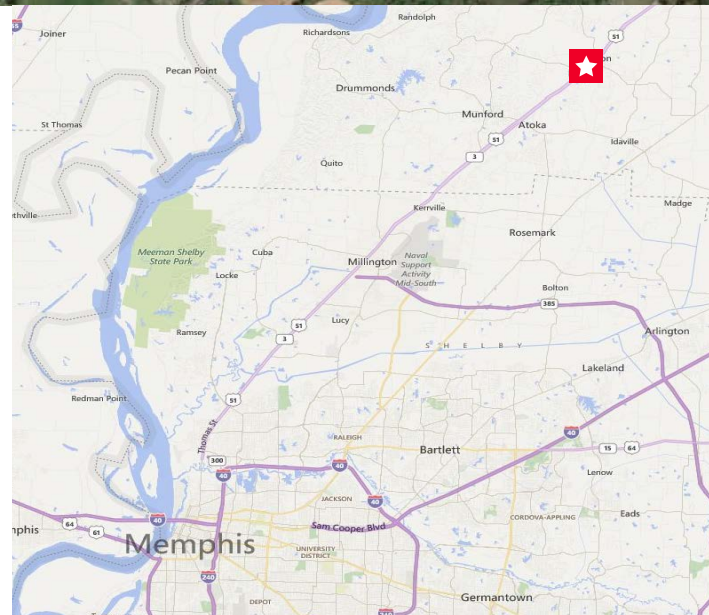 Randolph
Joiner
Richardsons
51
Pecan Point
Drummonds
Munford
St Thomas
Atoka
51
Idaville
3
Quito
Madge
Kerrville
Rosemark
Cuba
Meeman Shelby
State Park
Millington
Naval
Support
Activity
Mid-South
Locke
Bolton
385
Ramsey
Lucy
51
Arlington
3
S H E L B Y
Lakeland
Redman Point
51
Thomas St
40
RALEIGH
Bartlett
15
64
300
40
40
Lenow
JACKSON
40
Eads
64
40
61
Sam Cooper Blvd
CORDOVA-APPLING
Memphis
UNIVERSITY
DISTRICT
240
Germantown
DEPOT